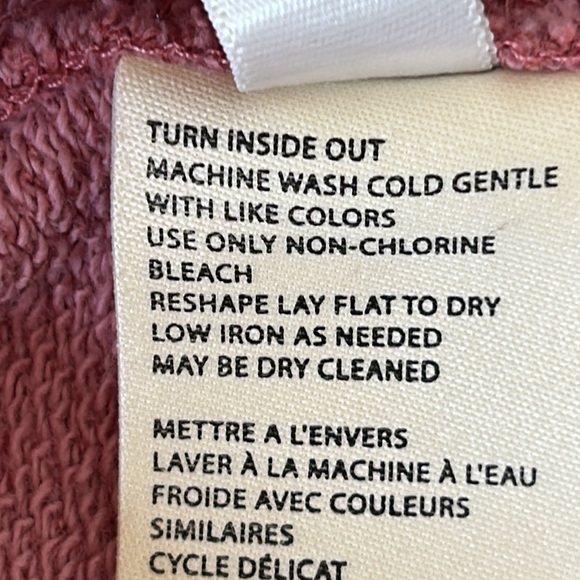 TURN INSIDE OUT
MACHINE WASH COLD GENTLE
WITH LIKE COLORS
USE ONLY NON-CHLORINE
BLEACH
RESHAPE LAY FLAT TO DRY
LOW IRON AS NEEDED
MAY BE DRY CLEANED
METTRE A L'ENVERS
LAVER À LA MACHINE À L'EAU
FROIDE AVEC COULEURS
SIMILAIRES
CYCLE DÉLICAT